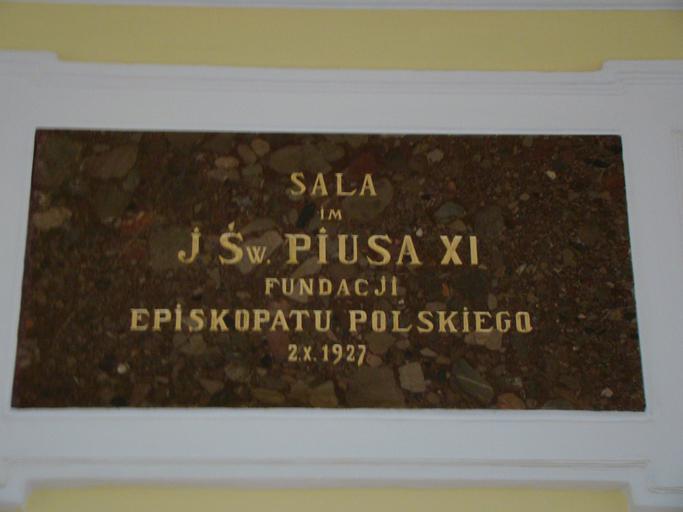 SALA
IM
J ŚW. PIUSA XI
FUNDACJI
EPISKOPATU POLSKIEGO
2.X.1927